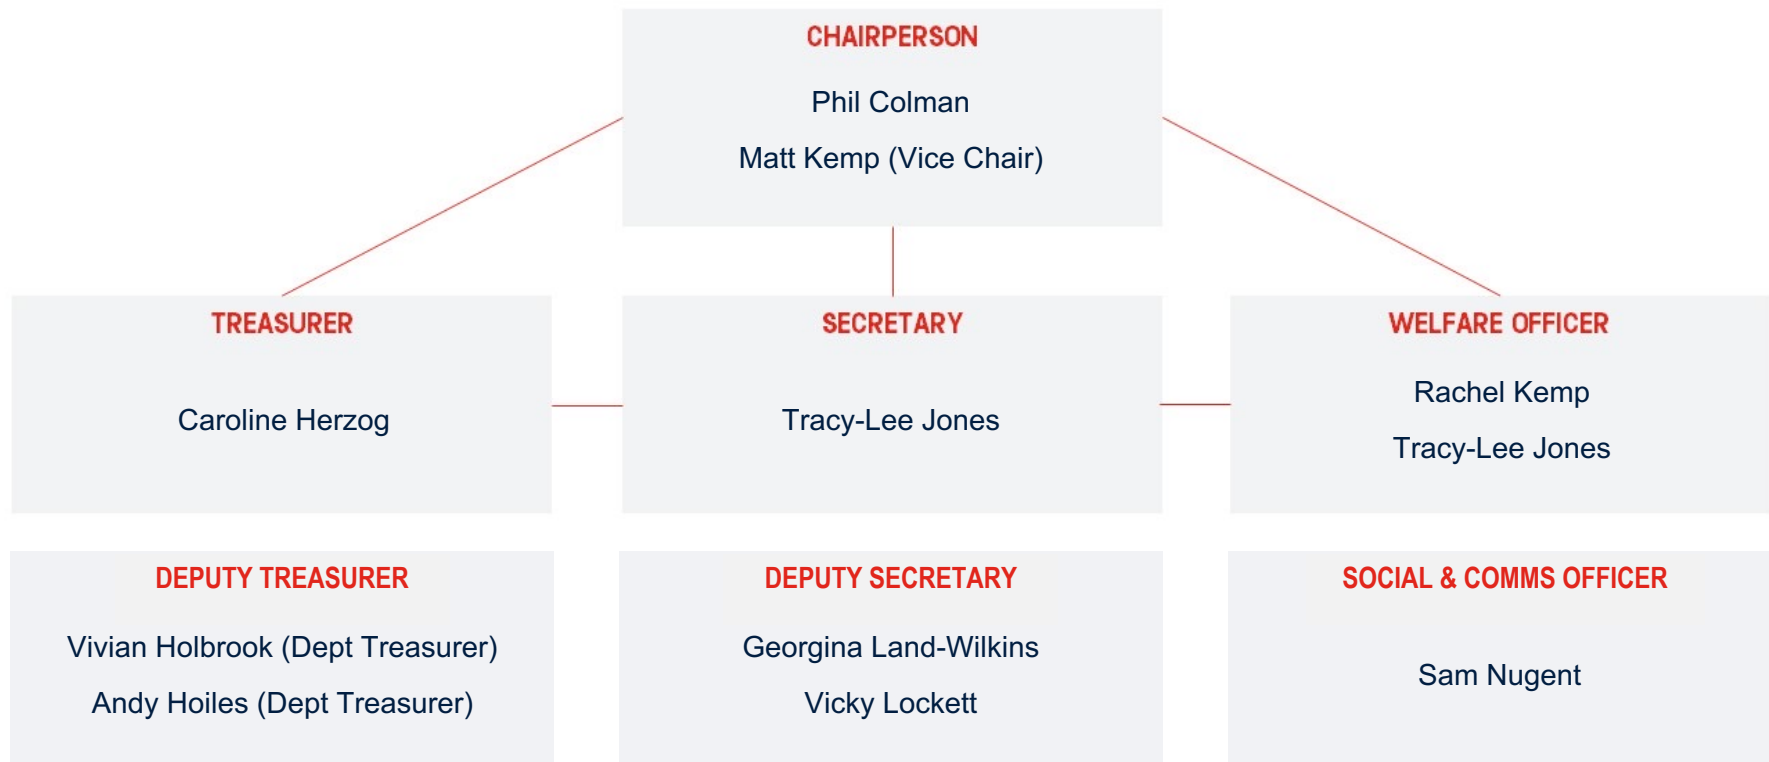 CHAIRPERSON
Phil Colman
Matt Kemp (Vice Chair)
TREASURER
Caroline Herzog
SECRETARY
Tracy-Lee Jones
WELFARE OFFICER
Rachel Kemp
Tracy-Lee Jones
DEPUTY TREASURER
Vivian Holbrook (Dept Treasurer)
Andy Hoiles (Dept Treasurer)
DEPUTY SECRETARY
Georgina Land-Wilkins
Vicky Lockett
SOCIAL & COMMS OFFICER
Sam Nugent